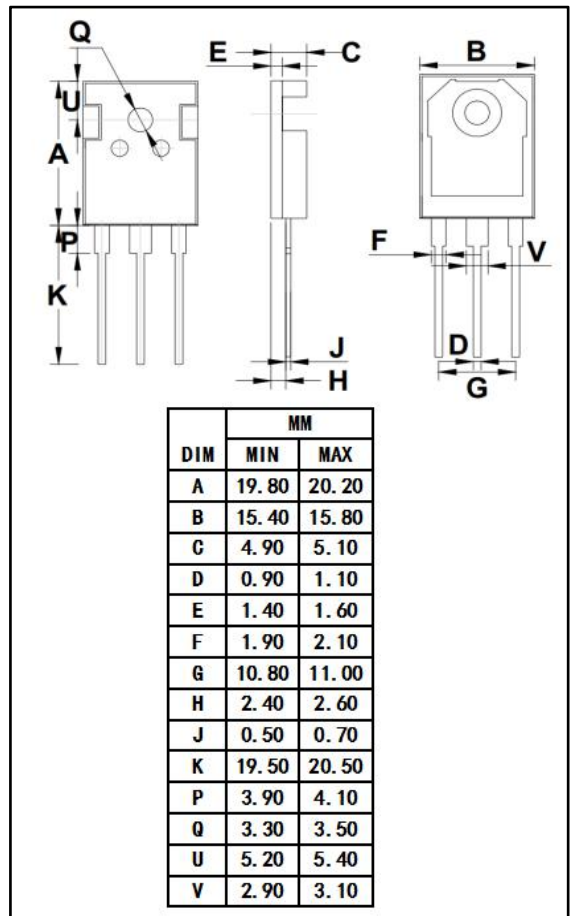 Q
E
C
B
U
A
P
K
F
V
J
D
H
G
MM
DIM MIN MAX
A 19.80 20.20
B 15.40 15.80
C 4.90 5.10
D 0.90 1.10
E 1.40 1.60
F 1.90 2.10
G 10.80 11.00
H 2.40 2.60
J 0.50 0.70
K 19.50 20.50
P 3.90 4.10
Q 3.30 3.50
U 5.20 5.40
V 2.90 3.10